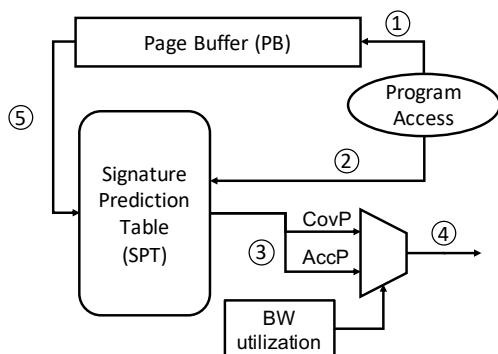 ①
Page Buffer (PB)
Program
Access
⑤
②
Signature
Prediction
Table
(SPT)
CovP
③
④
AccP
BW
utilization